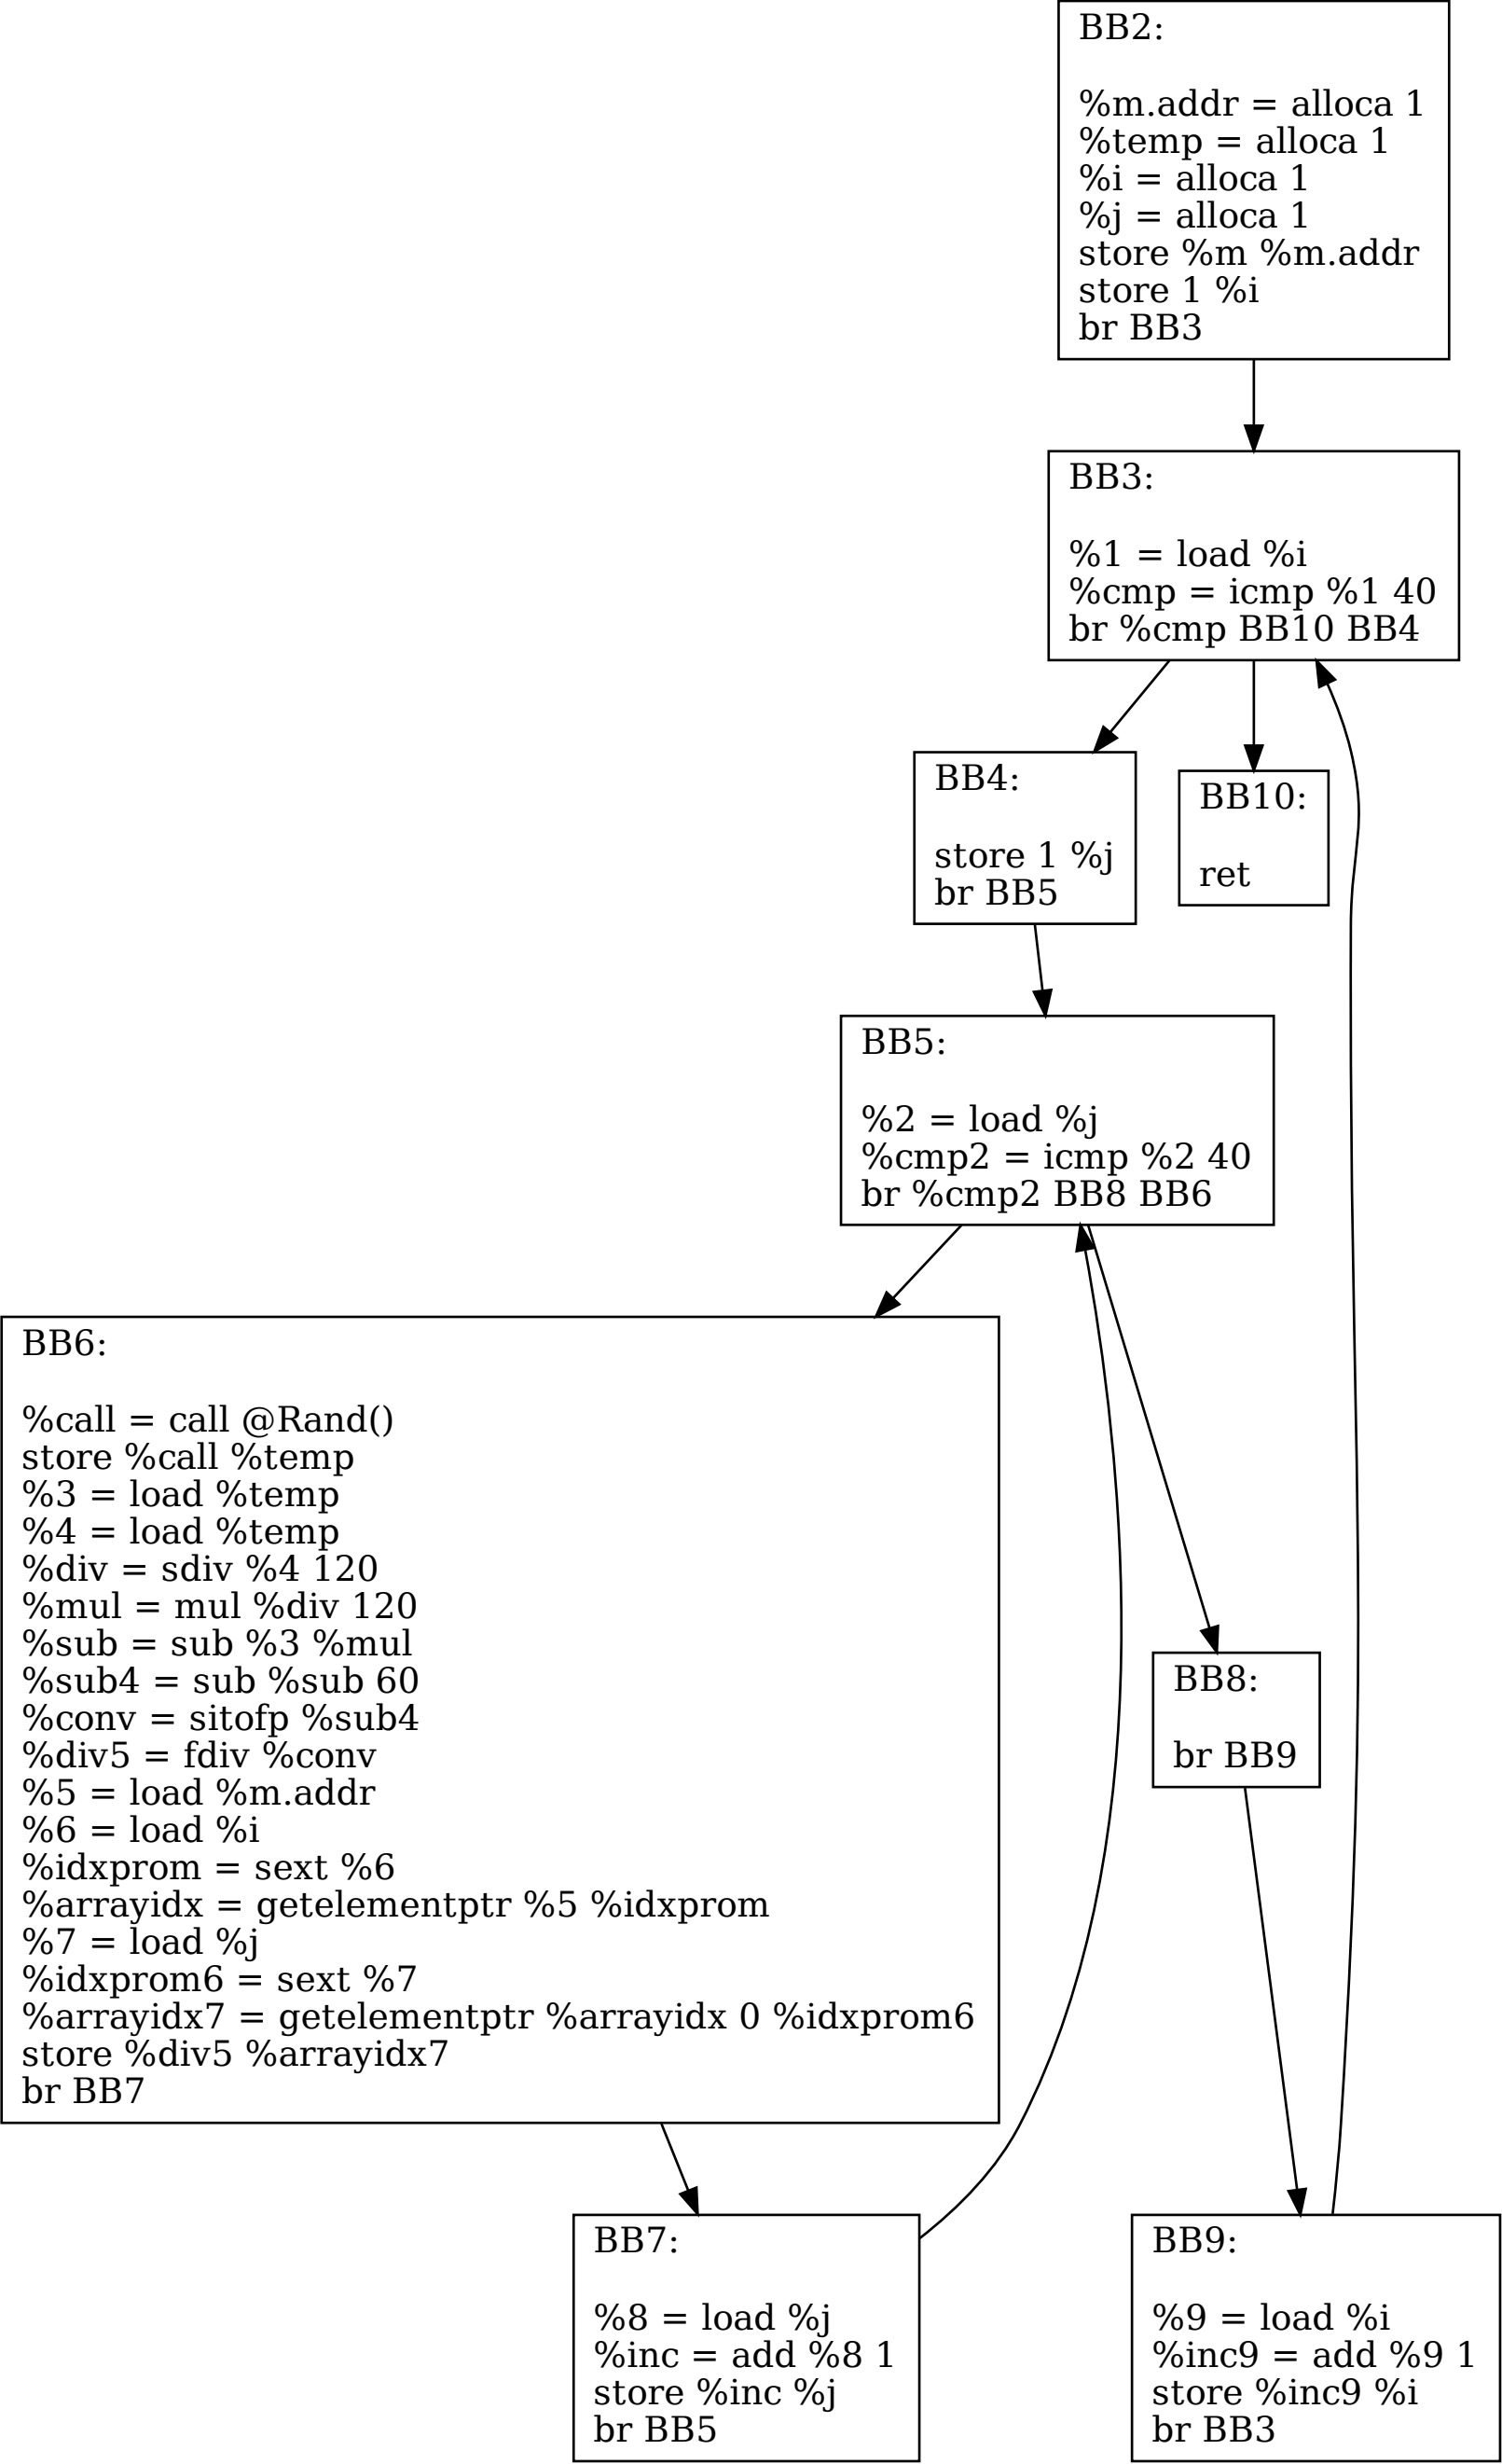 BB2:
%m.addr = alloca 1
%temp = alloca 1
%i = alloca 1
%j = alloca 1
store %m %m.addr
store 1 %i
br BB3
BB3:
%1 = load %i
%cmp = icmp %1 40
br %cmp BB10 BB4
BB4:
store 1 %j
br BB5
BB10:
ret
BB5:
%2 = load %j
%cmp2 = icmp %2 40
br %cmp2 BB8 BB6
BB6:
%call = call @Rand()
store %call %temp
%3 = load %temp
%4 = load %temp
%div = sdiv %4 120
%mul = mul %div 120
%sub = sub %3 %mul
%sub4 = sub %sub 60
%conv = sitofp %sub4
%div5 = fdiv %conv
%5 = load %m.addr
%6 = load %i
%idxprom = sext %6
%arrayidx = getelementptr %5 %idxprom
%7 = load %j
%idxprom6 = sext %7
%arrayidx7 = getelementptr %arrayidx 0 %idxprom6
store %div5 %arrayidx7
br BB7
BB8:
br BB9
BB7:
%8 = load %j
%inc = add %8 1
store %inc %j
br BB5
BB9:
%9 = load %i
%inc9 = add %9 1
store %inc9 %i
br BB3